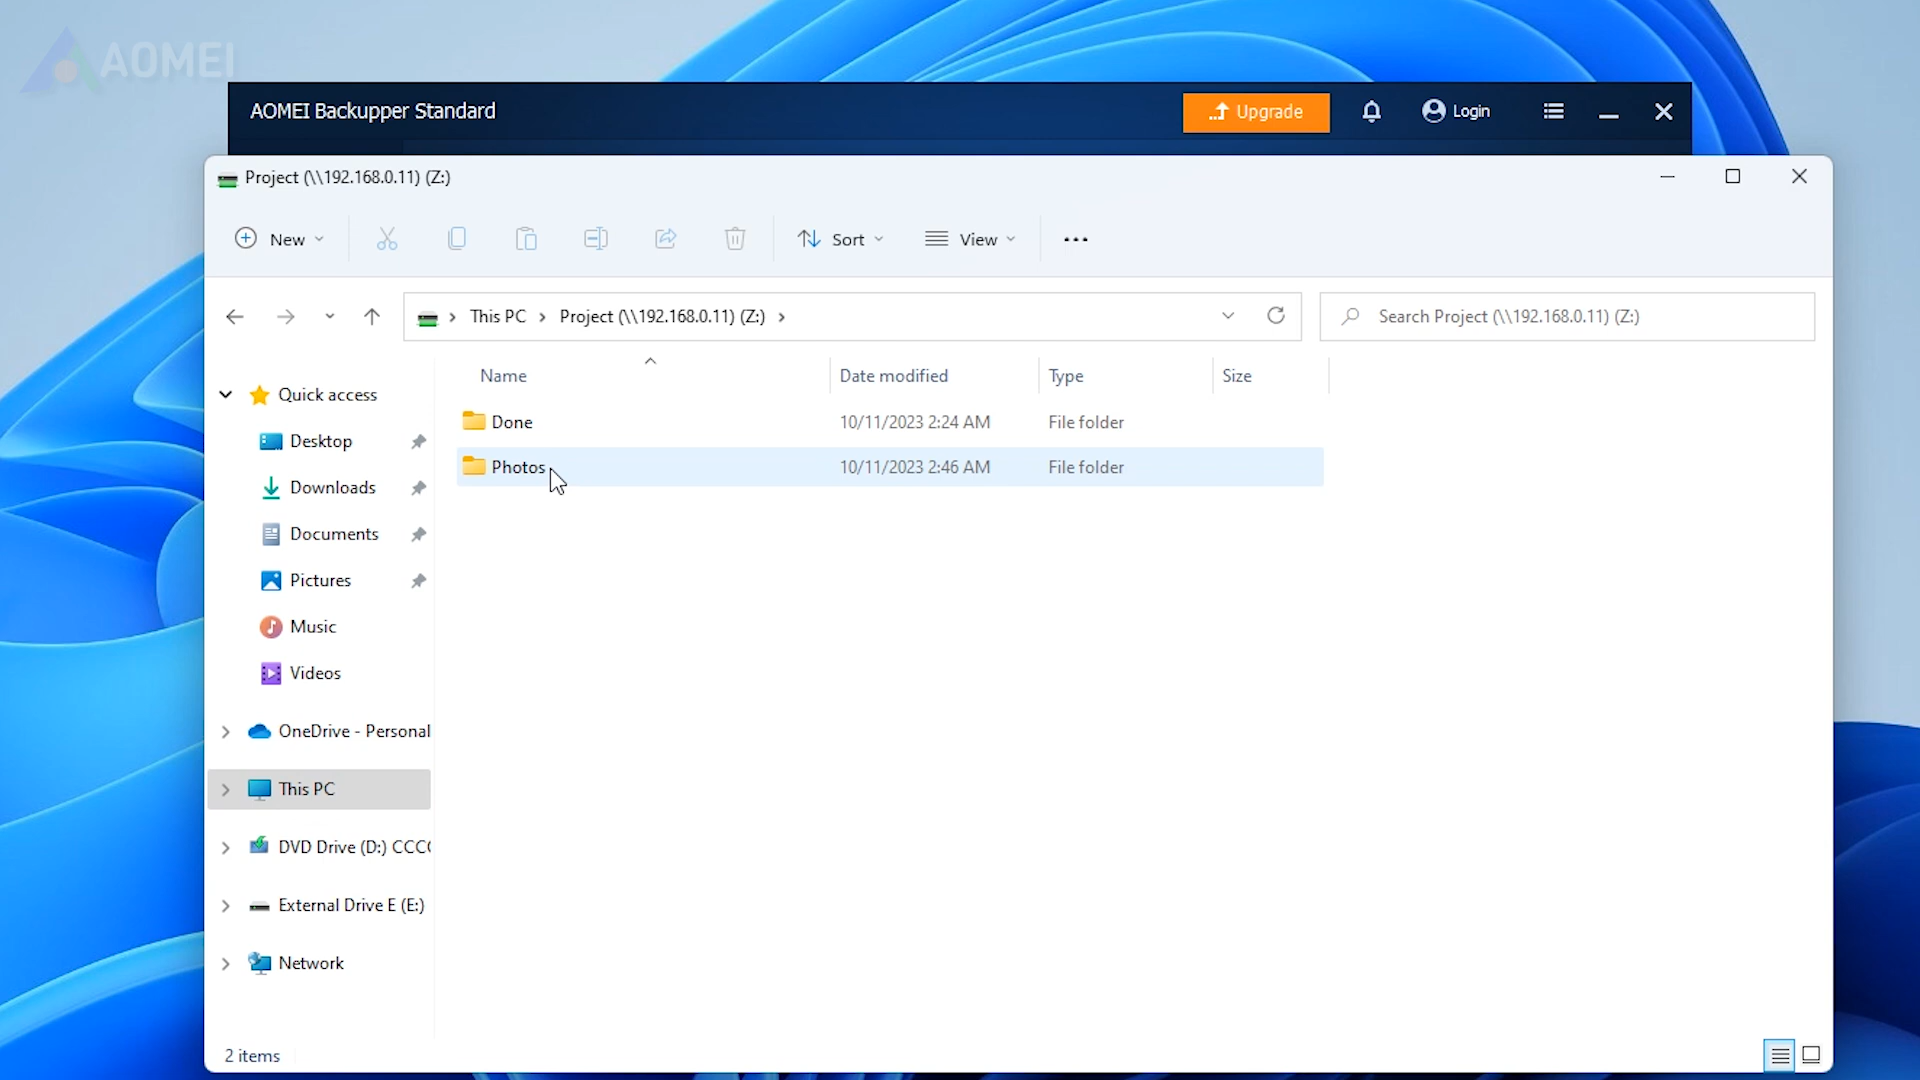 AOMEI
AOMEI Backupper Standard
Upgrade
Login
Project (\\192.168.0.11) (Z:)
New
Sort
View
This PC
Project (\\192.168.0.11) (Z:)
Search Project (\\192.168.0.11) (Z:)
Name
Date modified
Type
Size
Done
10/11/2023 2:24 AM
File folder
Photos
10/11/2023 2:46 AM
File folder
Quick access
Desktop
Downloads
Documents
Pictures
Music
Videos
OneDrive - Personal
This PC
DVD Drive (D:) CCC
External Drive E (E:)
Network
2 items